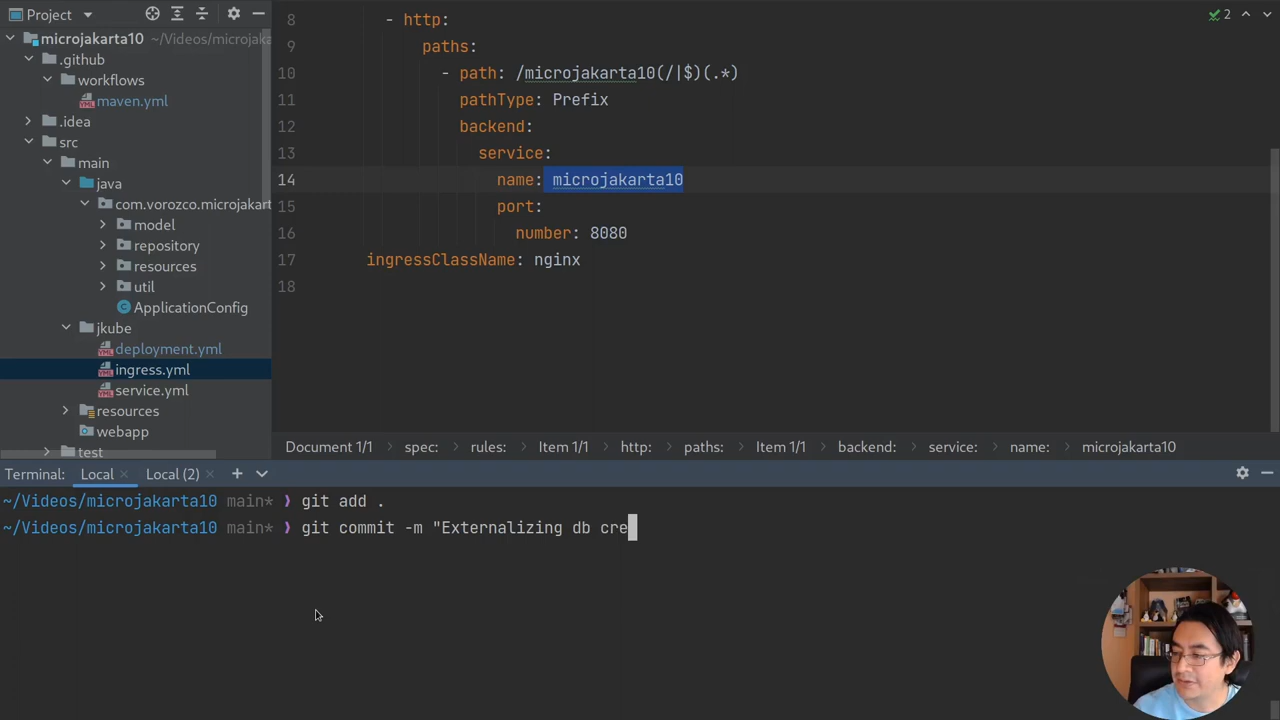 Project
microjakarta10 ~/Videos/microjaka
.github
workflows
maven.yml
.idea
src
main
java
com.vorozco.microjakart
model
repository
resources
util
ApplicationConfig
jkube
deployment.yml
ingress.yml
service.yml
resources
webapp
test
2
8 - http:
9 paths:
10 - path: /microjakarta10(/|$)(.*)
11 pathType: Prefix
12 backend:
13 service:
14 name: microjakarta10
15 port:
16 number: 8080
17 ingressClassName: nginx
18
Document 1/1 spec: rules: Item 1/1 http: paths: Item 1/1 backend: service: name: microjakarta10
Terminal: Local Local (2)
~/Videos/microjakarta10 main* ❯ git add .
~/Videos/microjakarta10 main* ❯ git commit -m "Externalizing db cre